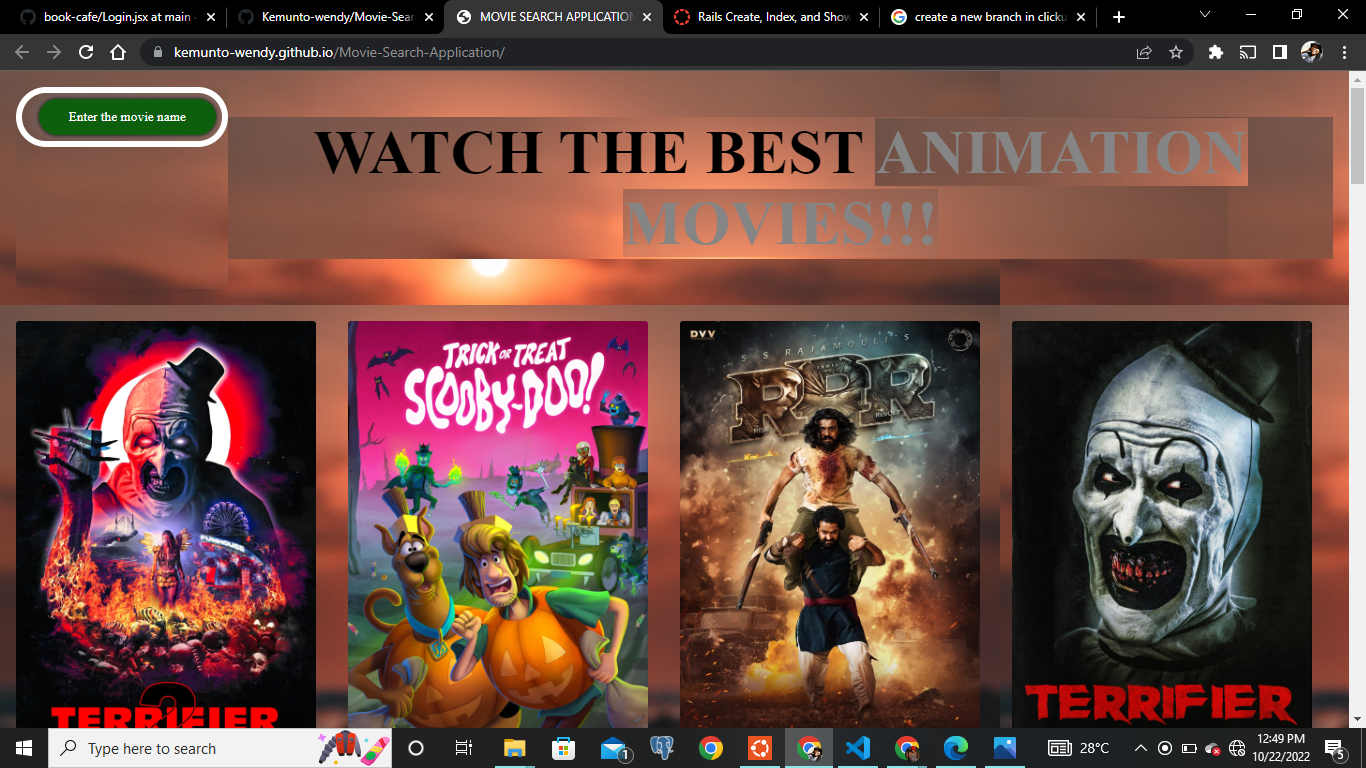 book-cafe/Login.jsx at main
Kemunto-wendy/Movie-Sear
MOVIE SEARCH APPLICATION
Rails Create, Index, and Show
create a new branch in clicku
kemunto-wendy.github.io/Movie-Search-Application/
Enter the movie name
WATCH THE BEST ANIMATION
MOVIES!!!
FUNHOUSE
2
TERRIFIER
TRICK OR TREAT
SCOOBY-DOO!
DVV
S S RAJAMOULI'S
RRR
TERRIFIER
Type here to search
1
28°C
12:49 PM
10/22/2022
5